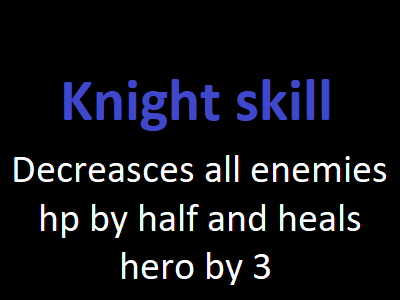 Knight skill
Decreasces all enemies
hp by half and heals
hero by 3